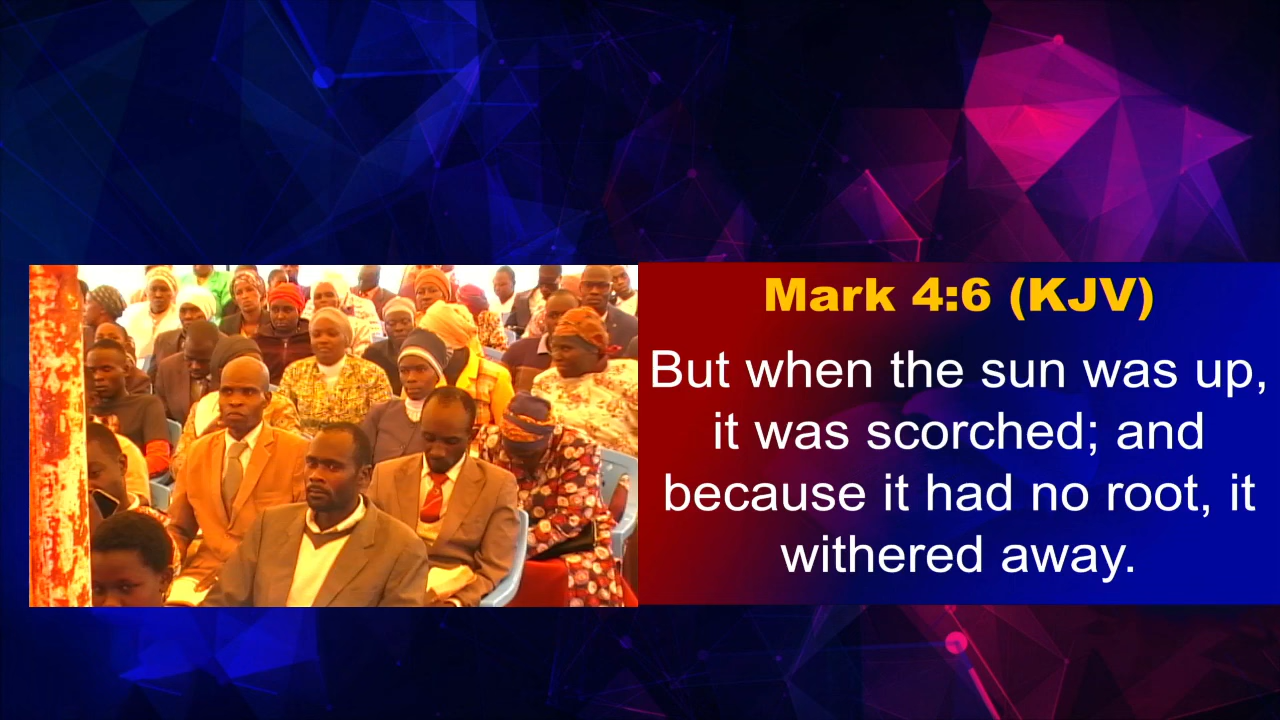 Mark 4:6 (KJV)
But when the sun was up,
it was scorched; and
because it had no root, it
withered away.